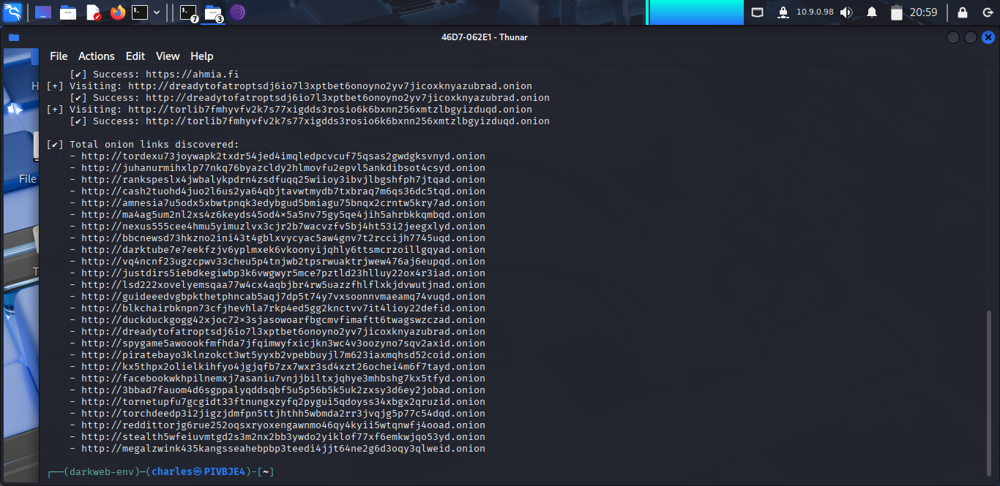 7
3
10.9.0.98
20:59
46D7-062E1 - Thunar
File Actions Edit View Help
[✔] Success: https://ahmia.fi
[+] Visiting: http://dreadytofatroptsdj6io7l3xptbet6onoyno2yv7jicoxknyazubrad.onion
[✔] Success: http://dreadytofatroptsdj6io7l3xptbet6onoyno2yv7jicoxknyazubrad.onion
[+] Visiting: http://torlib7fmhyvfv2k7s77xigdds3rosio6k6bxnn256xmtzlbgyizduqd.onion
[✔] Success: http://torlib7fmhyvfv2k7s77xigdds3rosio6k6bxnn256xmtzlbgyizduqd.onion
[✔] Total onion links discovered:
- http://tordexu73joywapk2txdr54jed4imqledpcvcuf75qsas2gwdgksvnyd.onion
- http://juhanurmihxlp77nkq76byazcldy2hlmovfu2epvl5ankdibsot4csyd.onion
- http://rankspeslx4jwbalykpdrn4zsdfuqq25wiioy3ibvjlbgshfph7jtqad.onion
- http://cash2tuohd4juo2l6us2ya64qbjtavwtmydb7txbraq7m6qs36dc5tqd.onion
- http://amnesia7u5odx5xbwtpnqk3edybgud5bmiagu75bnqx2crntw5kry7ad.onion
- http://ma4ag5um2nl2xs4z6keyds45od4×5a5nv75gy5qe4jih5ahrbkkqmbqd.onion
- http://nexus555cee4hmu5yimuzlvx3cjr2b7wacvzfv5bj4ht53i2jeegxlyd.onion
- http://bbcnewsd73hkzno2ini43t4gblxvycyac5aw4gnv7t2rccijh7745uqd.onion
- http://darktube7e7eekfzjv6yplmxek6vkoonyijqhly6ttsmcrzoillgqyad.onion
- http://vq4ncnf23ugzcpwv33cheu5p4tnjwb2tpsrwuaktrjwew476aj6eupqd.onion
- http://justdirs5iebdkegiwbp3k6vwgwyr5mce7pztld23hlluy22ox4r3iad.onion
- http://lsd222xovelyemsqaa77w4cx4aqbjbr4rw5uazzfhlflxkjdvwutjnad.onion
- http://guideeedvgbpkthetphncab5aqj7dp5t74y7vxsoonnvmaeamq74vuqd.onion
- http://blkchairbknpn73cfjhevhla7rkp4ed5gg2knctvv7it4lioy22defid.onion
- http://duckduckgogg42xjoc72×3sjasowoarfbgcmvfimaftt6twagswzczad.onion
- http://dreadytofatroptsdj6io7l3xptbet6onoyno2yv7jicoxknyazubrad.onion
- http://spygame5awoookfmfhda7jfqimwyfxicjkn3wc4v3oozyno7sqv2axid.onion
- http://piratebayo3klnzokct3wt5yyxb2vpebbuyjl7m623iaxmqhsd52coid.onion
- http://kx5thpx2olielkihfyo4jgjqfb7zx7wxr3sd4xzt26ochei4m6f7tayd.onion
- http://facebookwkhpilnemxj7asaniu7vnjjbiltxjqhye3mhbshg7kx5tfyd.onion
- http://3bbad7fauom4d6sgppalyqddsqbf5u5p56b5k5uk2zxsy3d6ey2jobad.onion
- http://tornetupfu7gcgidt33ftnungxzyfq2pygui5qdoyss34xbgx2qruzid.onion
- http://torchdeedp3i2jigzjdmfpn5ttjhthh5wbmda2rr3jvqjg5p77c54dqd.onion
- http://reddittorjg6rue252oqsxryoxengawnmo46qy4kyii5wtqnwfj4ooad.onion
- http://stealth5wfeiuvmtgd2s3m2nx2bb3ywdo2yiklof77xf6emkwjqo53yd.onion
- http://megalzwink435kangsseahebpbp3teedi4jjt64ne2g6d3oqy3qlweid.onion
┌──(darkweb-env)─(charles㉿PIVBJE4)-[~]
H
File
T